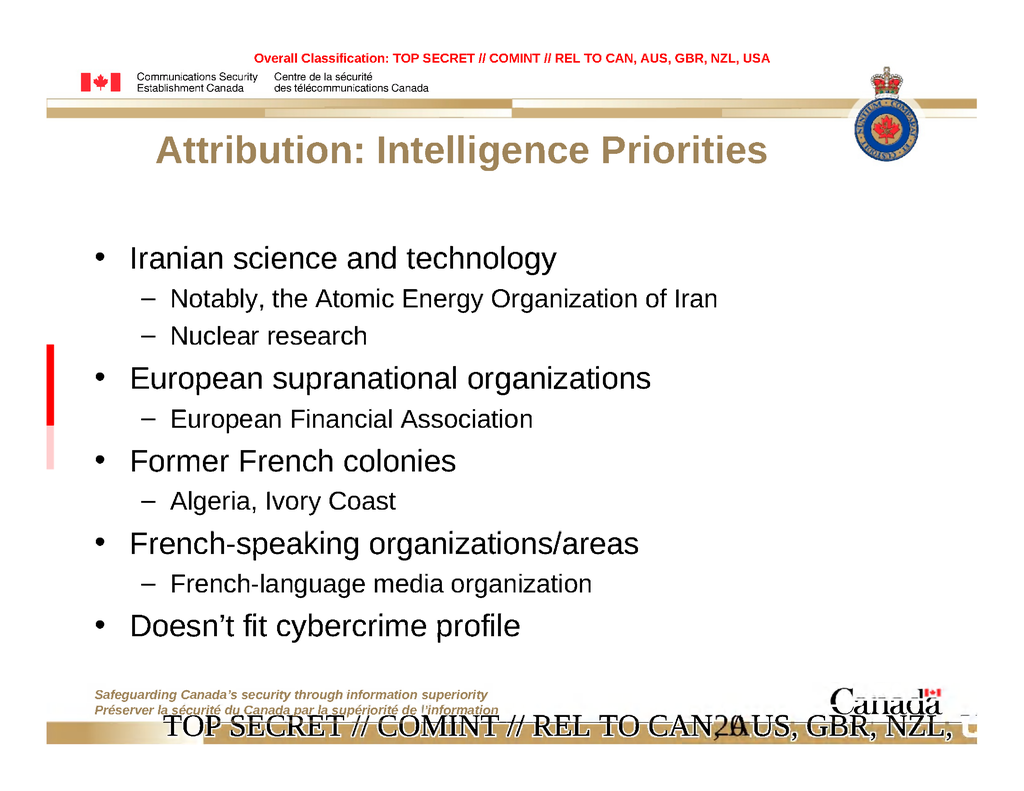 Overall Classification: TOP SECRET // COMINT // REL TO CAN, AUS, GBR, NZL, USA
Communications Security Establishment Canada
Centre de la sécurité des télécommunications Canada
Attribution: Intelligence Priorities
• Iranian science and technology
– Notably, the Atomic Energy Organization of Iran
– Nuclear research
• European supranational organizations
– European Financial Association
• Former French colonies
– Algeria, Ivory Coast
• French-speaking organizations/areas
– French-language media organization
• Doesn't fit cybercrime profile
Safeguarding Canada's security through information superiority
Préserver la sécurité du Canada par la supériorité de l'information
Canada
TOP SECRET // COMINT // REL TO CAN, AUS, GBR, NZL,
20